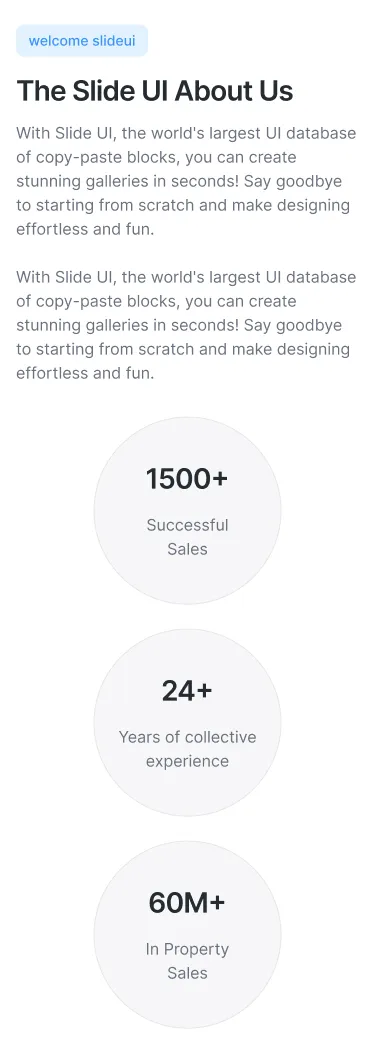 welcome slideui
The Slide UI About Us
With Slide UI, the world's largest UI database
of copy-paste blocks, you can create
stunning galleries in seconds! Say goodbye
to starting from scratch and make designing
effortless and fun.
With Slide UI, the world's largest UI database
of copy-paste blocks, you can create
stunning galleries in seconds! Say goodbye
to starting from scratch and make designing
effortless and fun.
1500+
Successful
Sales
24+
Years of collective
experience
60M+
In Property
Sales